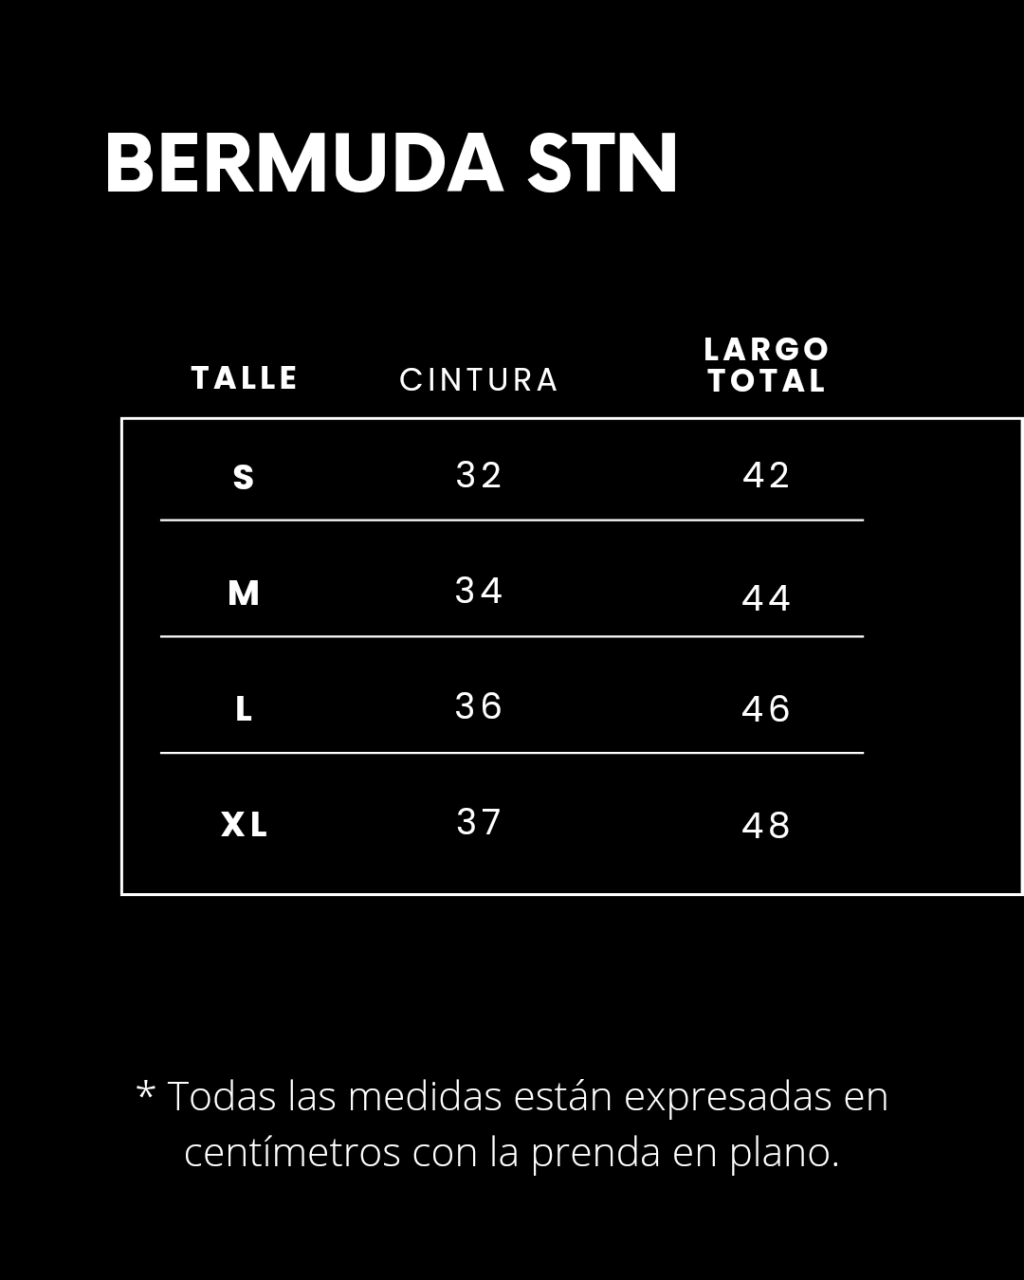 BERMUDA STN
TALLE CINTURA LARGO TOTAL
S 32 42
M 34 44
L 36 46
XL 37 48
* Todas las medidas están expresadas en
centímetros con la prenda en plano.